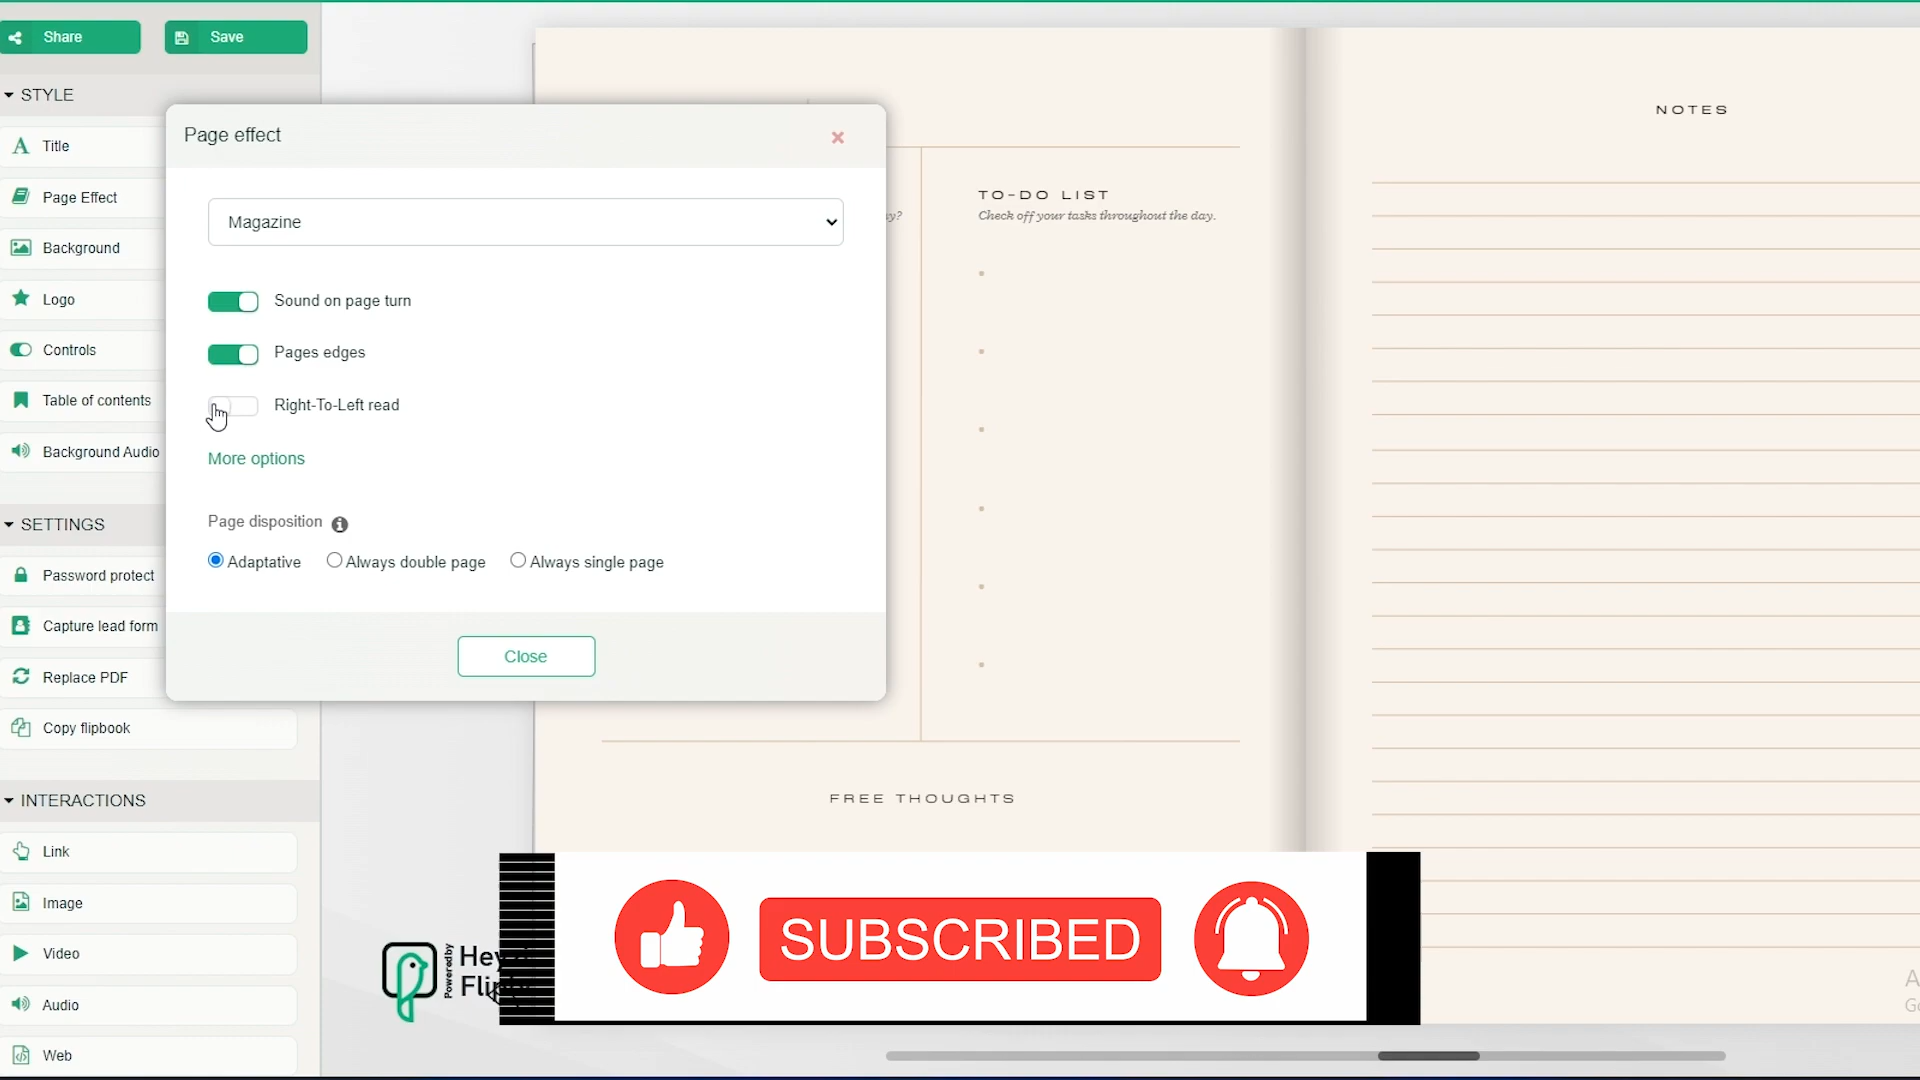 Share
Save
STYLE
Title
Page Effect
Background
Logo
Controls
Table of contents
Background Audio
SETTINGS
Password protect
Capture lead form
Replace PDF
Copy flipbook
INTERACTIONS
Link
Image
Video
Audio
Web
Page effect
Magazine
Sound on page turn
Pages edges
Right-To-Left read
More options
Page disposition
Adaptative
Always double page
Always single page
Close
TO-DO LIST
Check off your tasks throughout the day.
FREE THOUGHTS
NOTES
Powered by
SUBSCRIBED